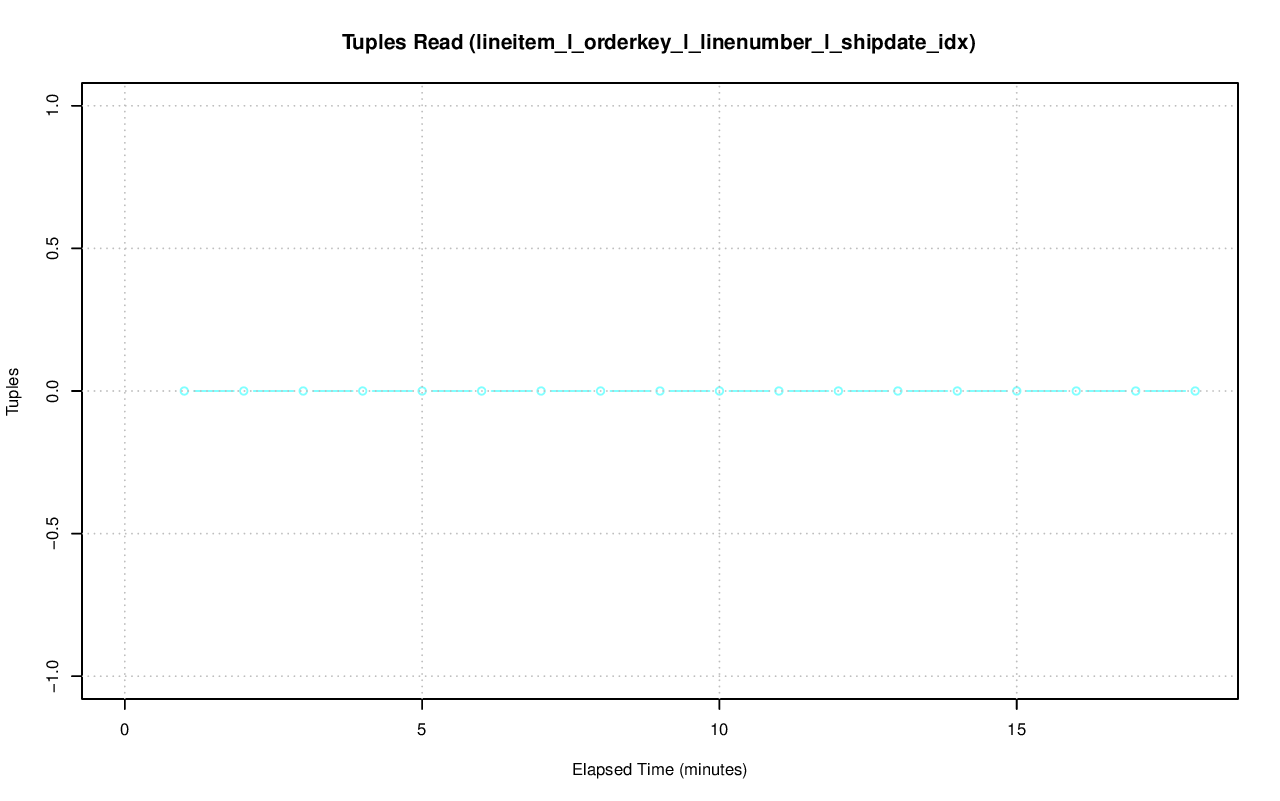 Tuples Read (lineitem_l_orderkey_l_linenumber_l_shipdate_idx)
1.0
0.5
0.0
−0.5
−1.0
Tuples
0 5 10 15
Elapsed Time (minutes)